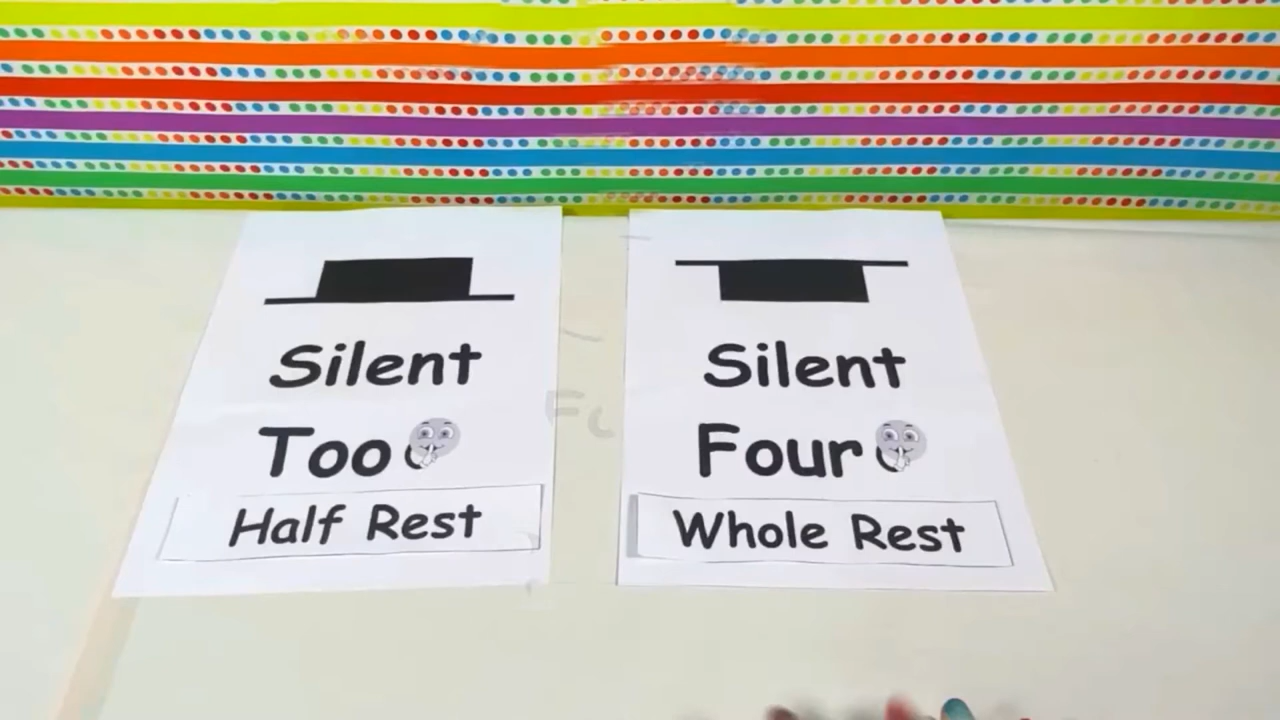 Silent
Too
Half Rest
Silent
Four
Whole Rest